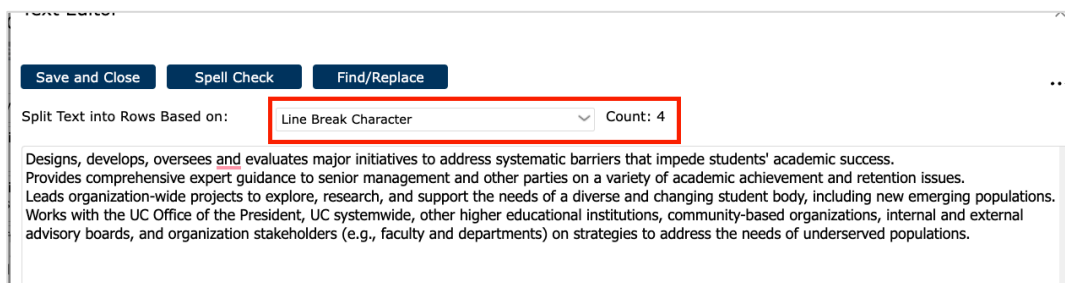 Text Editor
Save and Close Spell Check Find/Replace
Split Text into Rows Based on: Line Break Character Count: 4
Designs, develops, oversees and evaluates major initiatives to address systematic barriers that impede students' academic success.
Provides comprehensive expert guidance to senior management and other parties on a variety of academic achievement and retention issues.
Leads organization-wide projects to explore, research, and support the needs of a diverse and changing student body, including new emerging populations.
Works with the UC Office of the President, UC systemwide, other higher educational institutions, community-based organizations, internal and external
advisory boards, and organization stakeholders (e.g., faculty and departments) on strategies to address the needs of underserved populations.